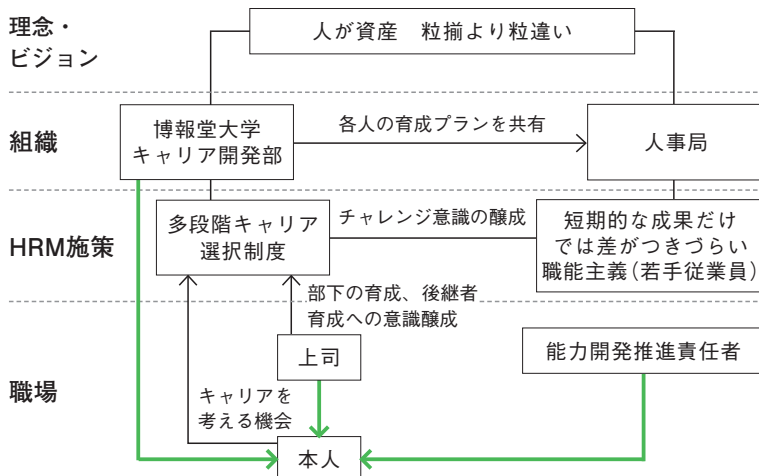 理念・
ビジョン
人が資産　粒揃より粒違い
組織
博報堂大学
キャリア開発部
各人の育成プランを共有
人事局
HRM施策
多段階キャリア
選択制度
チャレンジ意識の醸成
短期的な成果だけ
では差がつきづらい
職能主義(若手従業員)
部下の育成、後継者
育成への意識醸成
職場
上司
能力開発推進責任者
キャリアを
考える機会
本人